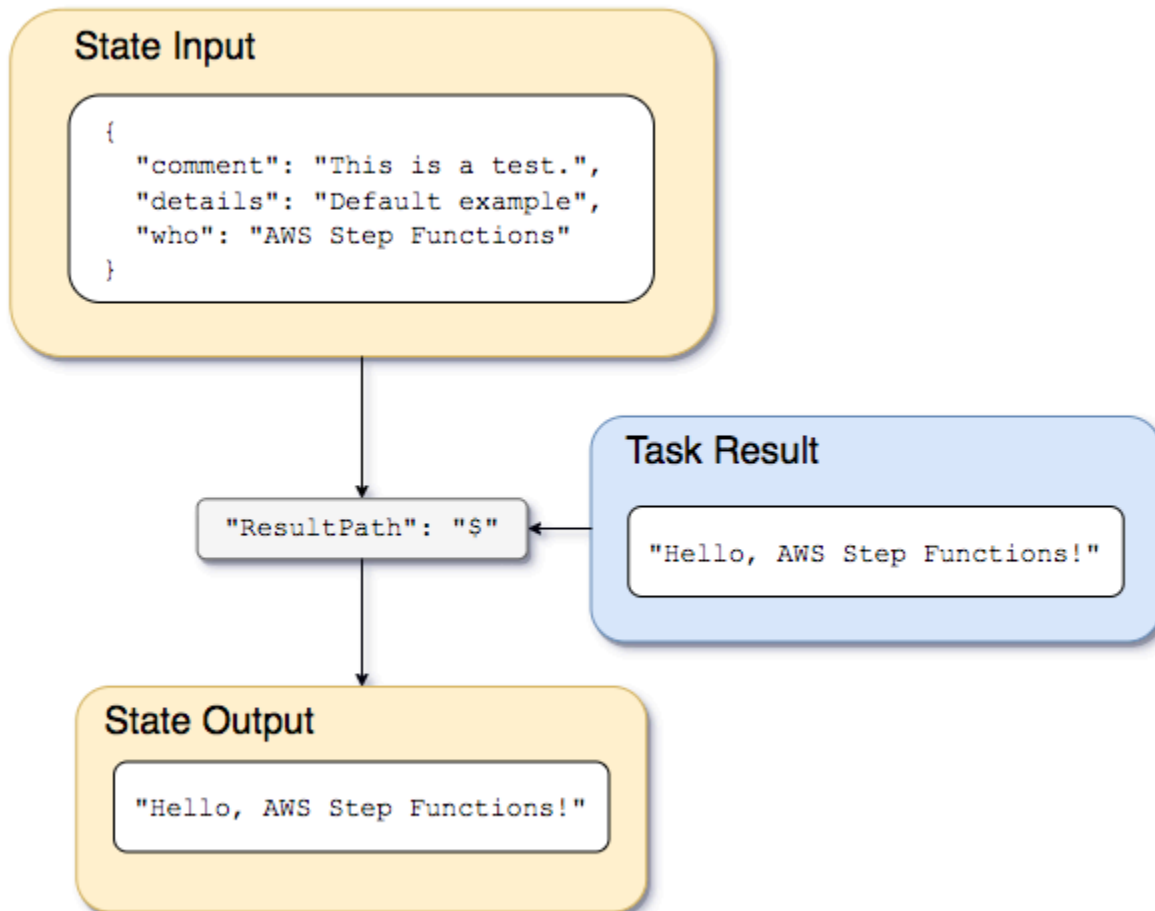 State Input
{
"comment": "This is a test.",
"details": "Default example",
"who": "AWS Step Functions"
}
Task Result
"ResultPath": "$"
"Hello, AWS Step Functions!"
State Output
"Hello, AWS Step Functions!"